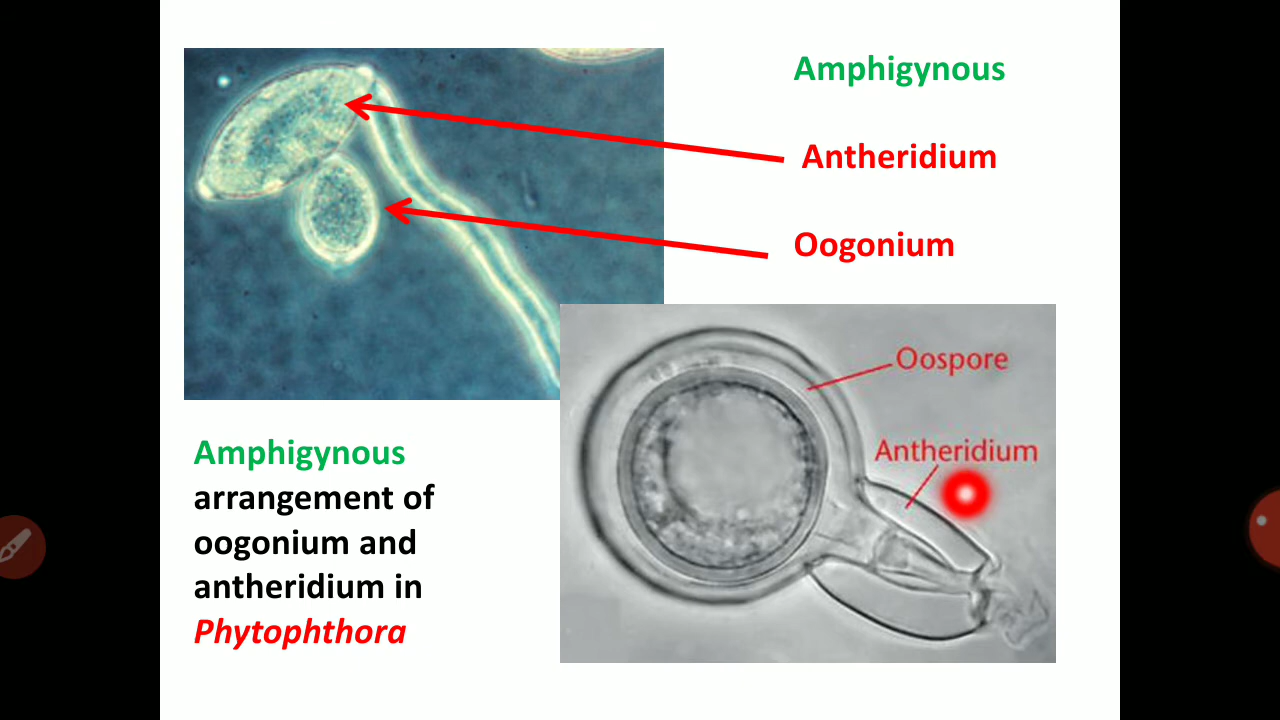 Amphigynous
Antheridium
Oogonium
Oospore
Antheridium
Amphigynous
arrangement of
oogonium and
antheridium in
Phytophthora